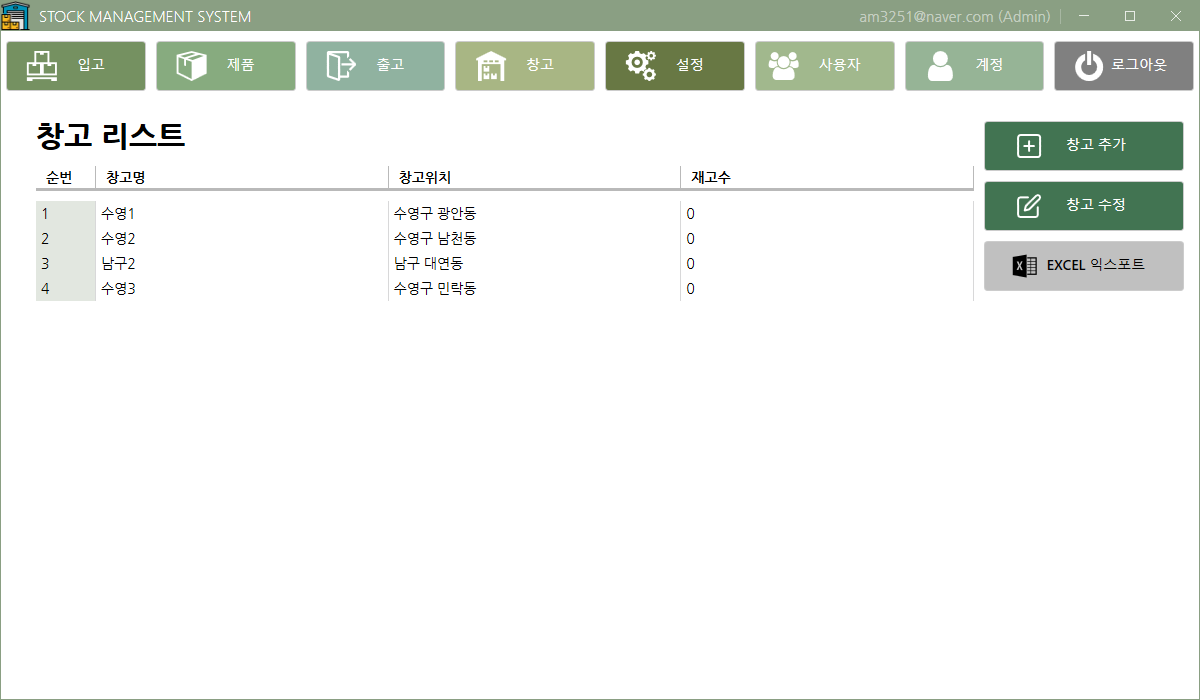 STOCK MANAGEMENT SYSTEM am3251@naver.com (Admin)
입고 제품 출고 창고 설정 사용자 계정 로그아웃
창고 리스트
창고 추가
순번 창고명 창고위치 재고수
1 수영1 수영구 광안동 0
창고 수정
2 수영2 수영구 남천동 0
3 남구2 남구 대연동 0
EXCEL 익스포트
4 수영3 수영구 민락동 0